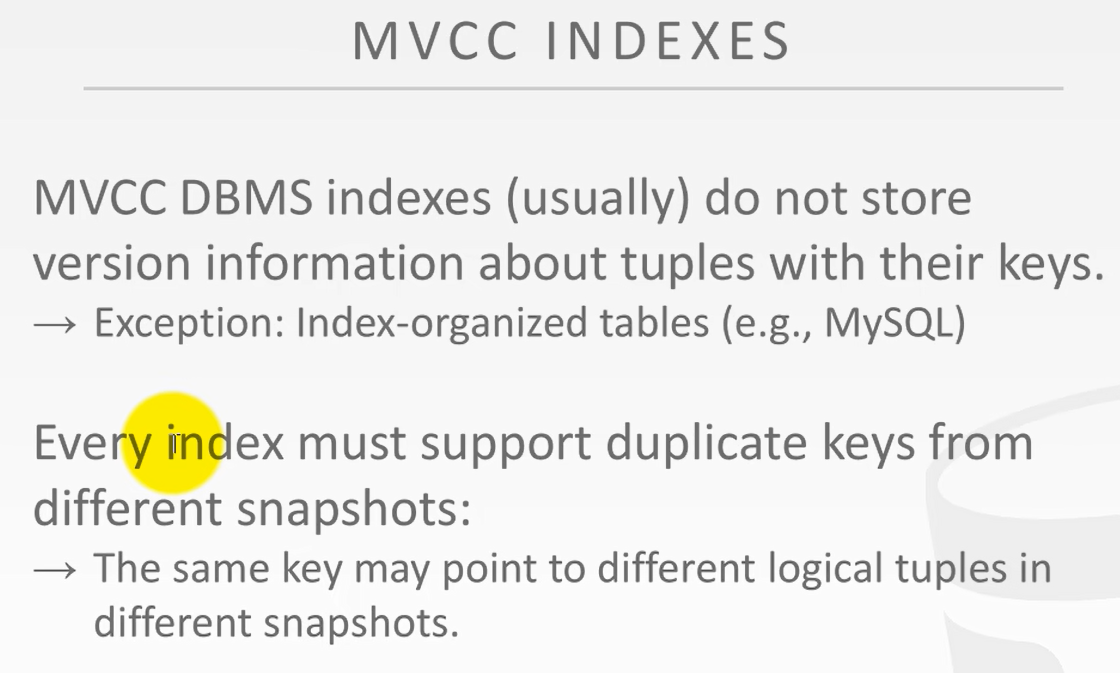 MVCC INDEXES
MVCC DBMS indexes (usually) do not store
version information about tuples with their keys.
→ Exception: Index-organized tables (e.g., MySQL)
Every index must support duplicate keys from
different snapshots:
→ The same key may point to different logical tuples in
different snapshots.